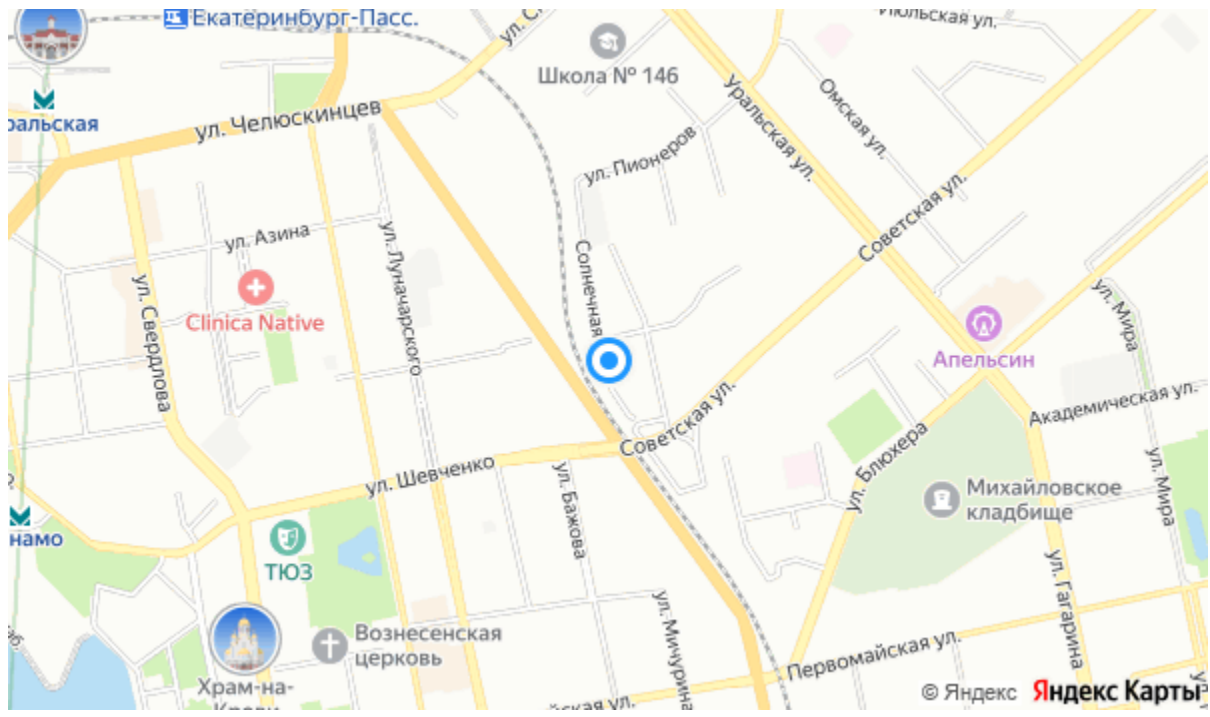 Екатеринбург-Пасс.
Июльская ул.
Школа № 146
ральская
ул. Челюскинцев
Уральская ул.
Омская ул.
ул. Пионеров
Советская ул.
ул. Азина
ул. Луначарского
Солнечная
Clinica Native
ул. Свердлова
Апельсин
ул. Мира
Академическая ул.
Советская ул.
ул. Блюхера
ул. Шевченко
ул. Бажова
Михайловское
кладбище
ул. Мира
намо
ТЮЗ
ул. Гагарина
ул. Мичурина
Вознесенская
церковь
Первомайская ул.
Храм-на-
Крови
йская ул.
© Яндекс Яндекс Карты